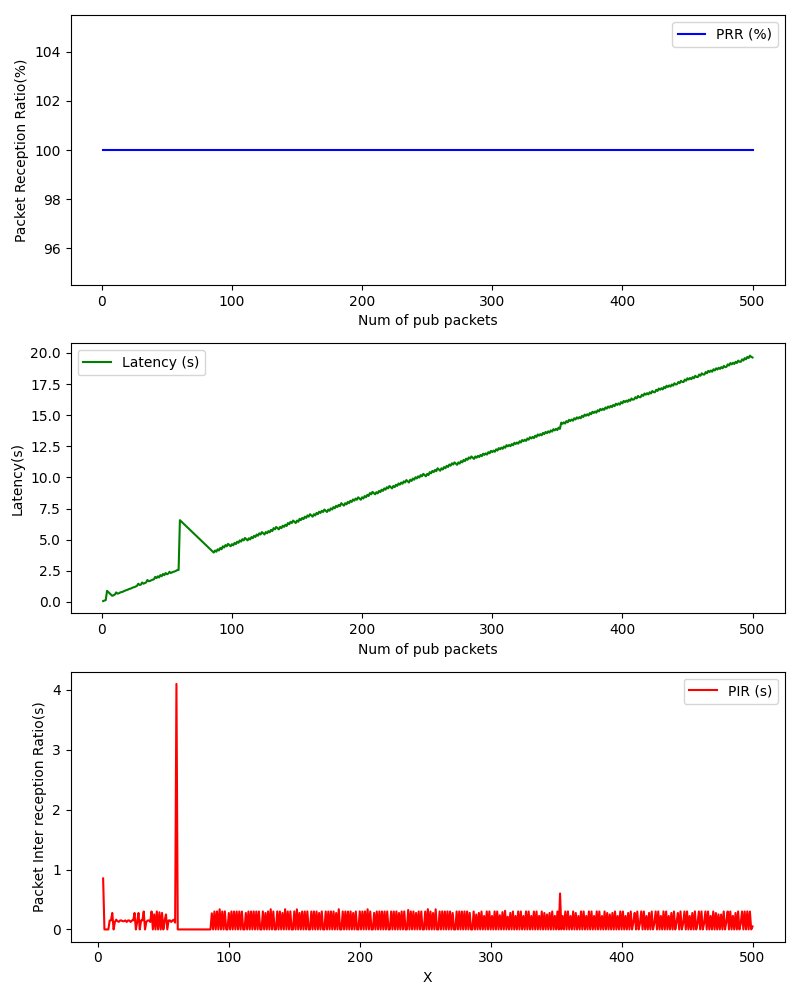 PRR (%)
104
102
100
98
96
Packet Reception Ratio(%)
0 100 200 300 400 500
Num of pub packets
Latency (s)
20.0
17.5
15.0
12.5
10.0
7.5
5.0
2.5
0.0
Latency(s)
0 100 200 300 400 500
Num of pub packets
PIR (s)
4
3
2
1
0
Packet Inter reception Ratio(s)
0 100 200 300 400 500
X